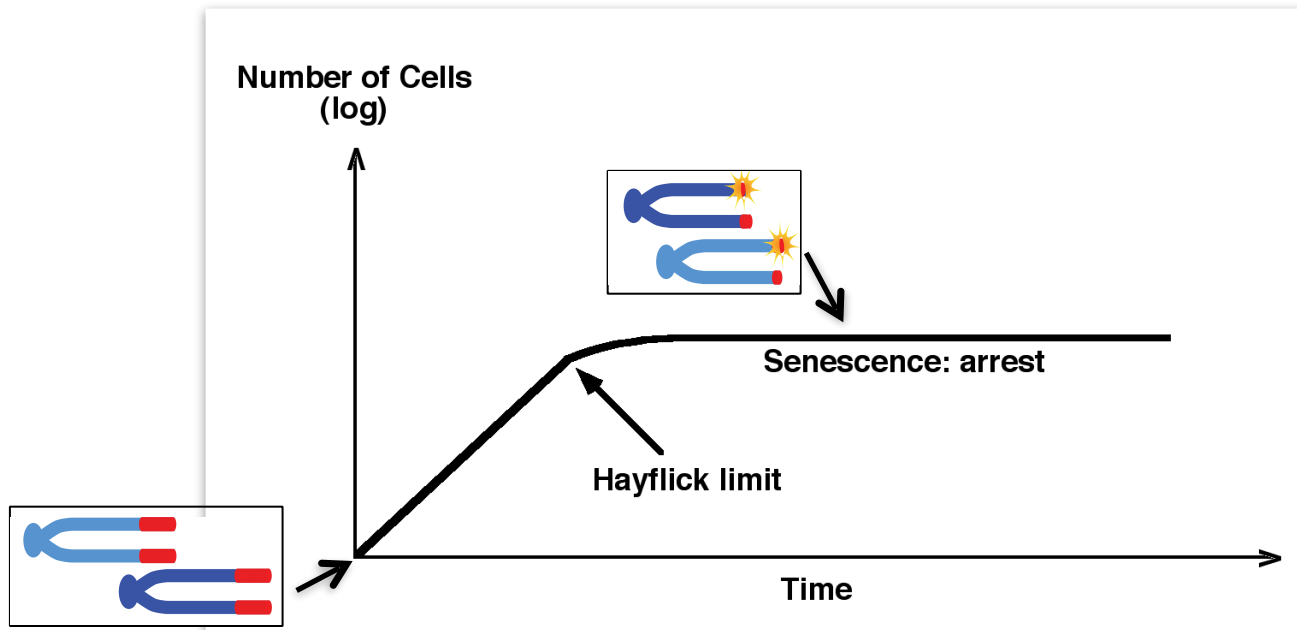 Number of Cells
(log)
Senescence: arrest
Hayflick limit
Time